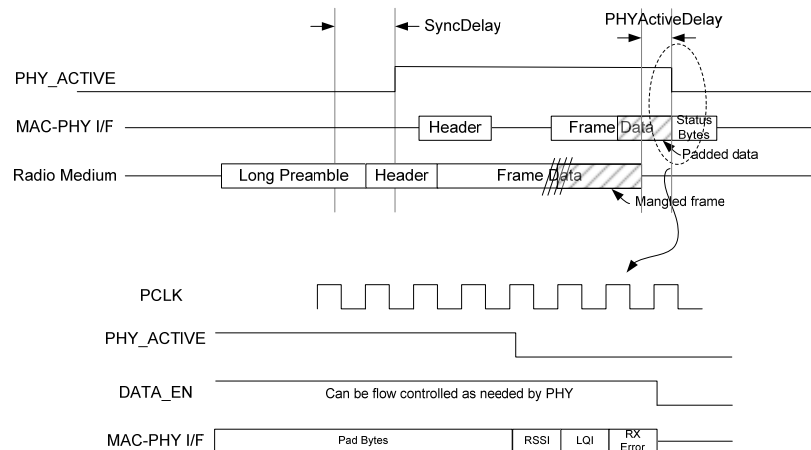 SyncDelay
PHYActiveDelay
PHY_ACTIVE
MAC-PHY I/F
Header
Frame Data
Status Bytes
Padded data
Radio Medium
Long Preamble
Header
Frame Data
Mangled frame
PCLK
PHY_ACTIVE
DATA_EN
Can be flow controlled as needed by PHY
MAC-PHY I/F
Pad Bytes
RSSI
LQI
RX Error